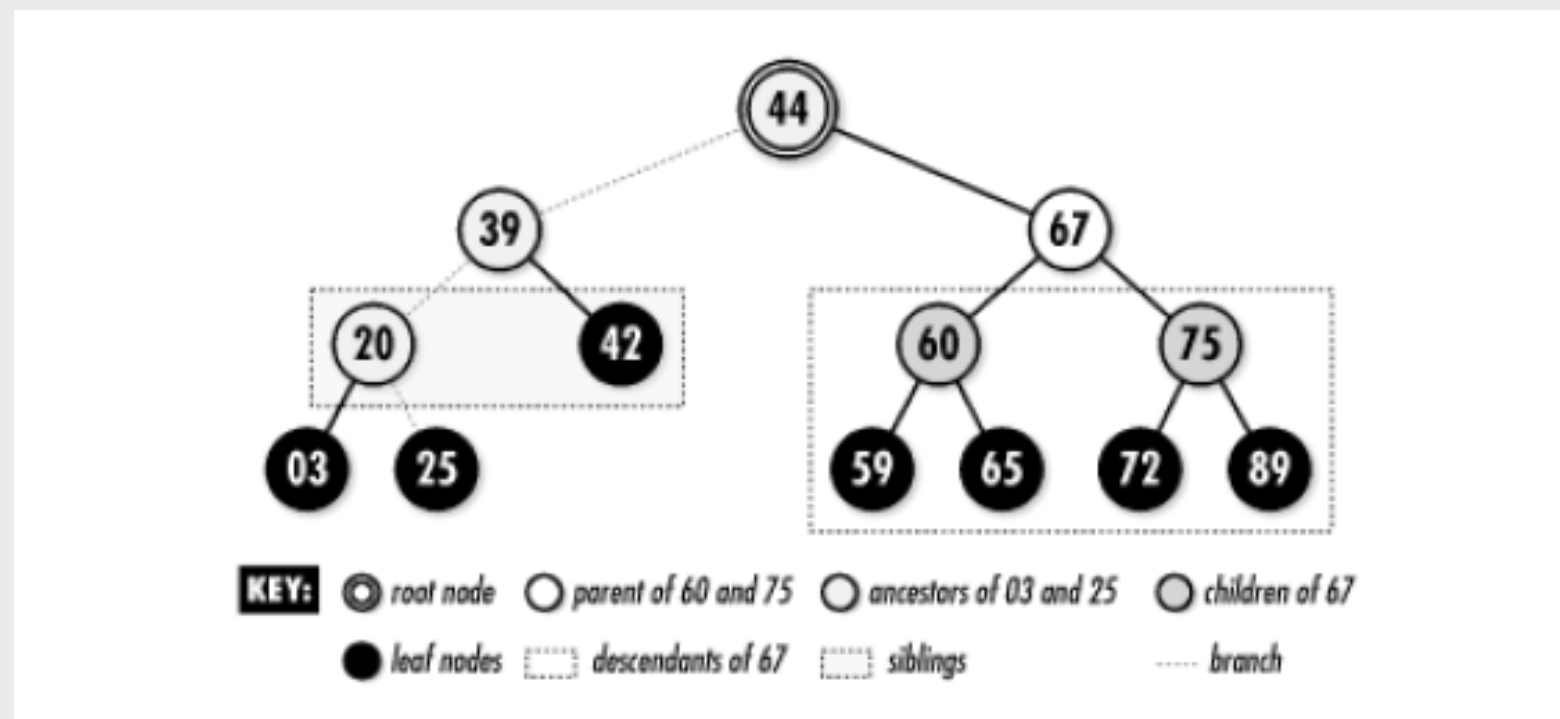 44
39 67
20 42 60 75
03 25 59 65 72 89
KEY: root node parent of 60 and 75 ancestors of 03 and 25 children of 67
leaf nodes descendants of 67 siblings branch